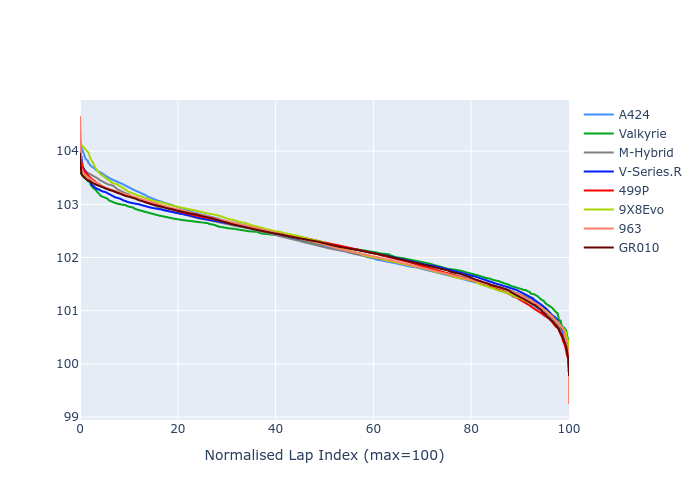 104
103
102
101
100
99
0
20
40
60
80
100
Normalised Lap Index (max=100)
A424
Valkyrie
M-Hybrid
V-Series.R
499P
9X8Evo
963
GR010